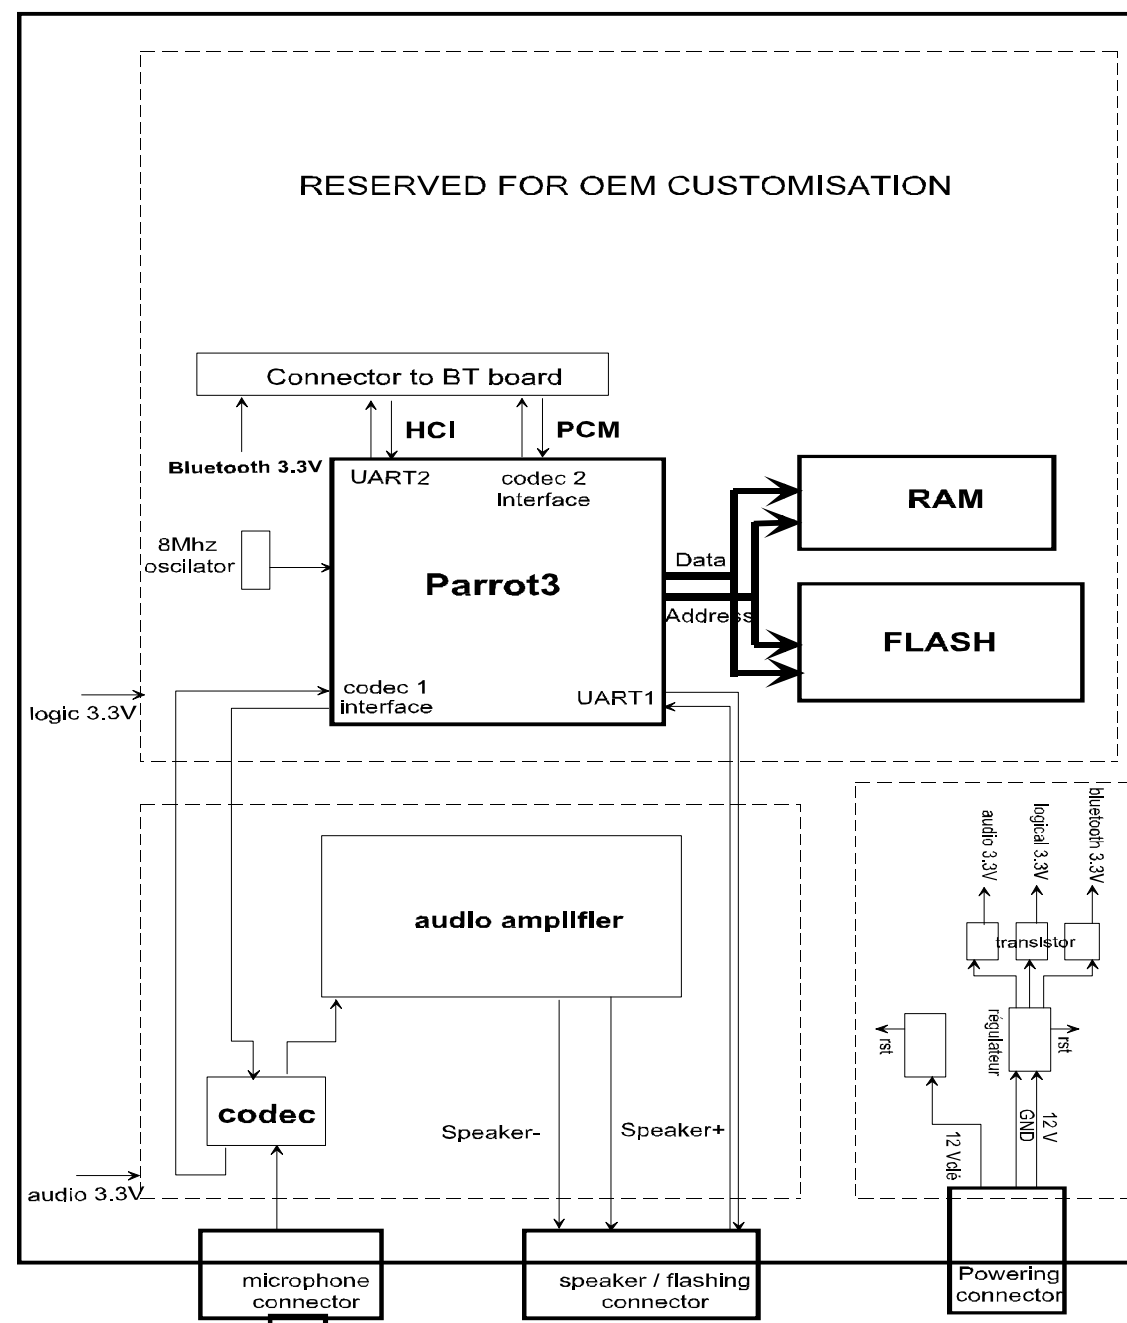 RESERVED FOR OEM CUSTOMISATION
Connector to BT board
HCI
PCM
Bluetooth 3.3V
UART2
codec 2
Interface
RAM
8Mhz
oscilator
Data
Parrot3
Address
FLASH
codec 1
interface
UART1
logic 3.3V
audio 3.3V
logical 3.3V
bluetooth 3.3V
audio amplifier
transistor
rst
régulateur
rst
codec
Speaker-
Speaker+
12 Vclé
GND
12 V
audio 3.3V
microphone
connector
speaker / flashing
connector
Powering
connector